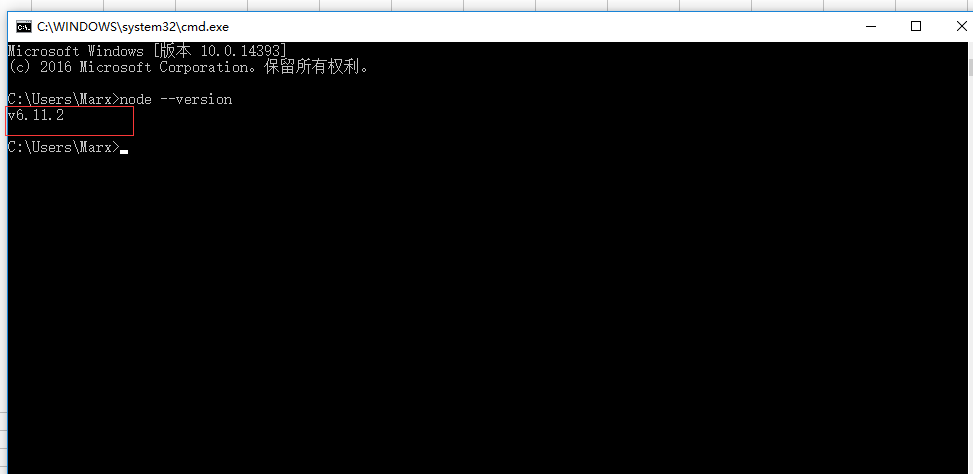 C:\WINDOWS\system32\cmd.exe
Microsoft Windows [版本 10.0.14393]
(c) 2016 Microsoft Corporation。保留所有权利。
C:\Users\Marx>node --version
v6.11.2
C:\Users\Marx>